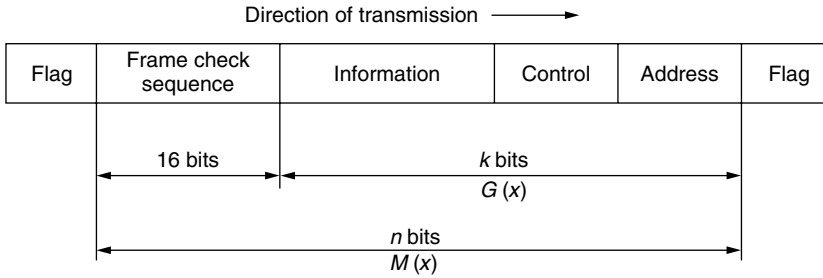 Direction of transmission
Flag
Frame check
sequence
Information
Control
Address
Flag
16 bits
k bits
G (x)
n bits
M (x)